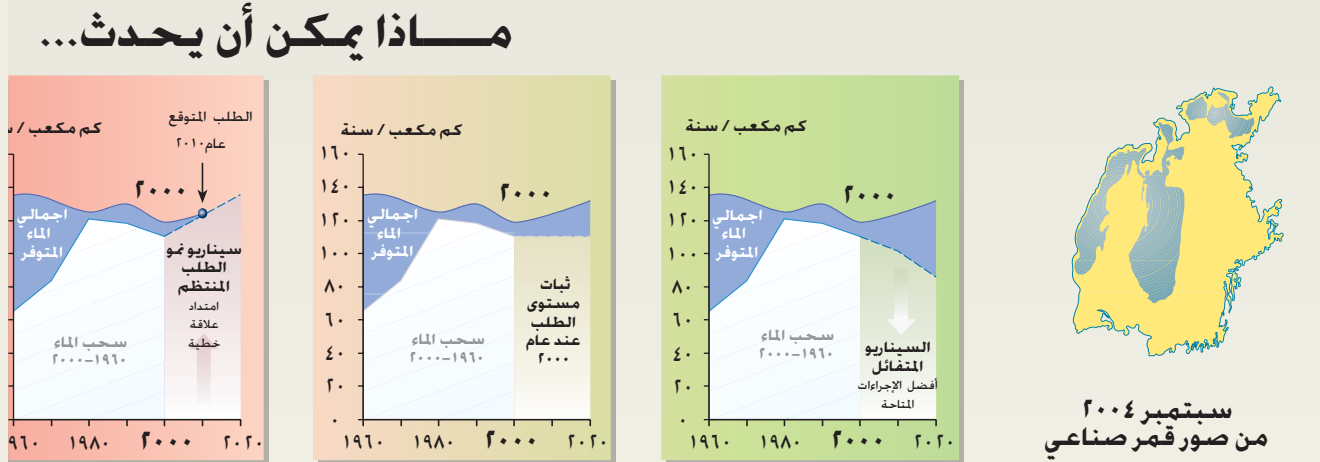 مـــاذا يمكن أن يحدث...
كم مكعب / سنة
١٦٠
١٤٠
١٢٠
١٠٠
٨٠
٦٠
٤٠
٢٠
٠
٢٠٠٠
اجمالي
الماء
المتوفر
سحب الماء
١٩٦٠–٢٠٠٠
السيناريو
المتفائل
أفضل الإجراءات
المتاحة
١٩٦٠
١٩٨٠
٢٠٠٠
٢٠٢٠
كم مكعب / سنة
١٦٠
١٤٠
١٢٠
١٠٠
٨٠
٦٠
٤٠
٢٠
٠
٢٠٠٠
اجمالي
الماء
المتوفر
سحب الماء
١٩٦٠–٢٠٠٠
ثبات
مستوى
الطلب
عند عام
٢٠٠٠
١٩٦٠
١٩٨٠
٢٠٠٠
٢٠٢٠
الطلب المتوقع
عام٢٠١٠
كم مكعب /
٢٠٠٠
اجمالي
الماء
المتوفر
سحب الماء
١٩٦٠–٢٠٠٠
سيناريو نمو
الطلب
المنتظم
امتداد
علاقة
خطية
٩٦٠
١٩٨٠
٢٠٠٠
٢٠٢٠
سبتمبر ٢٠٠٤
من صور قمر صناعي